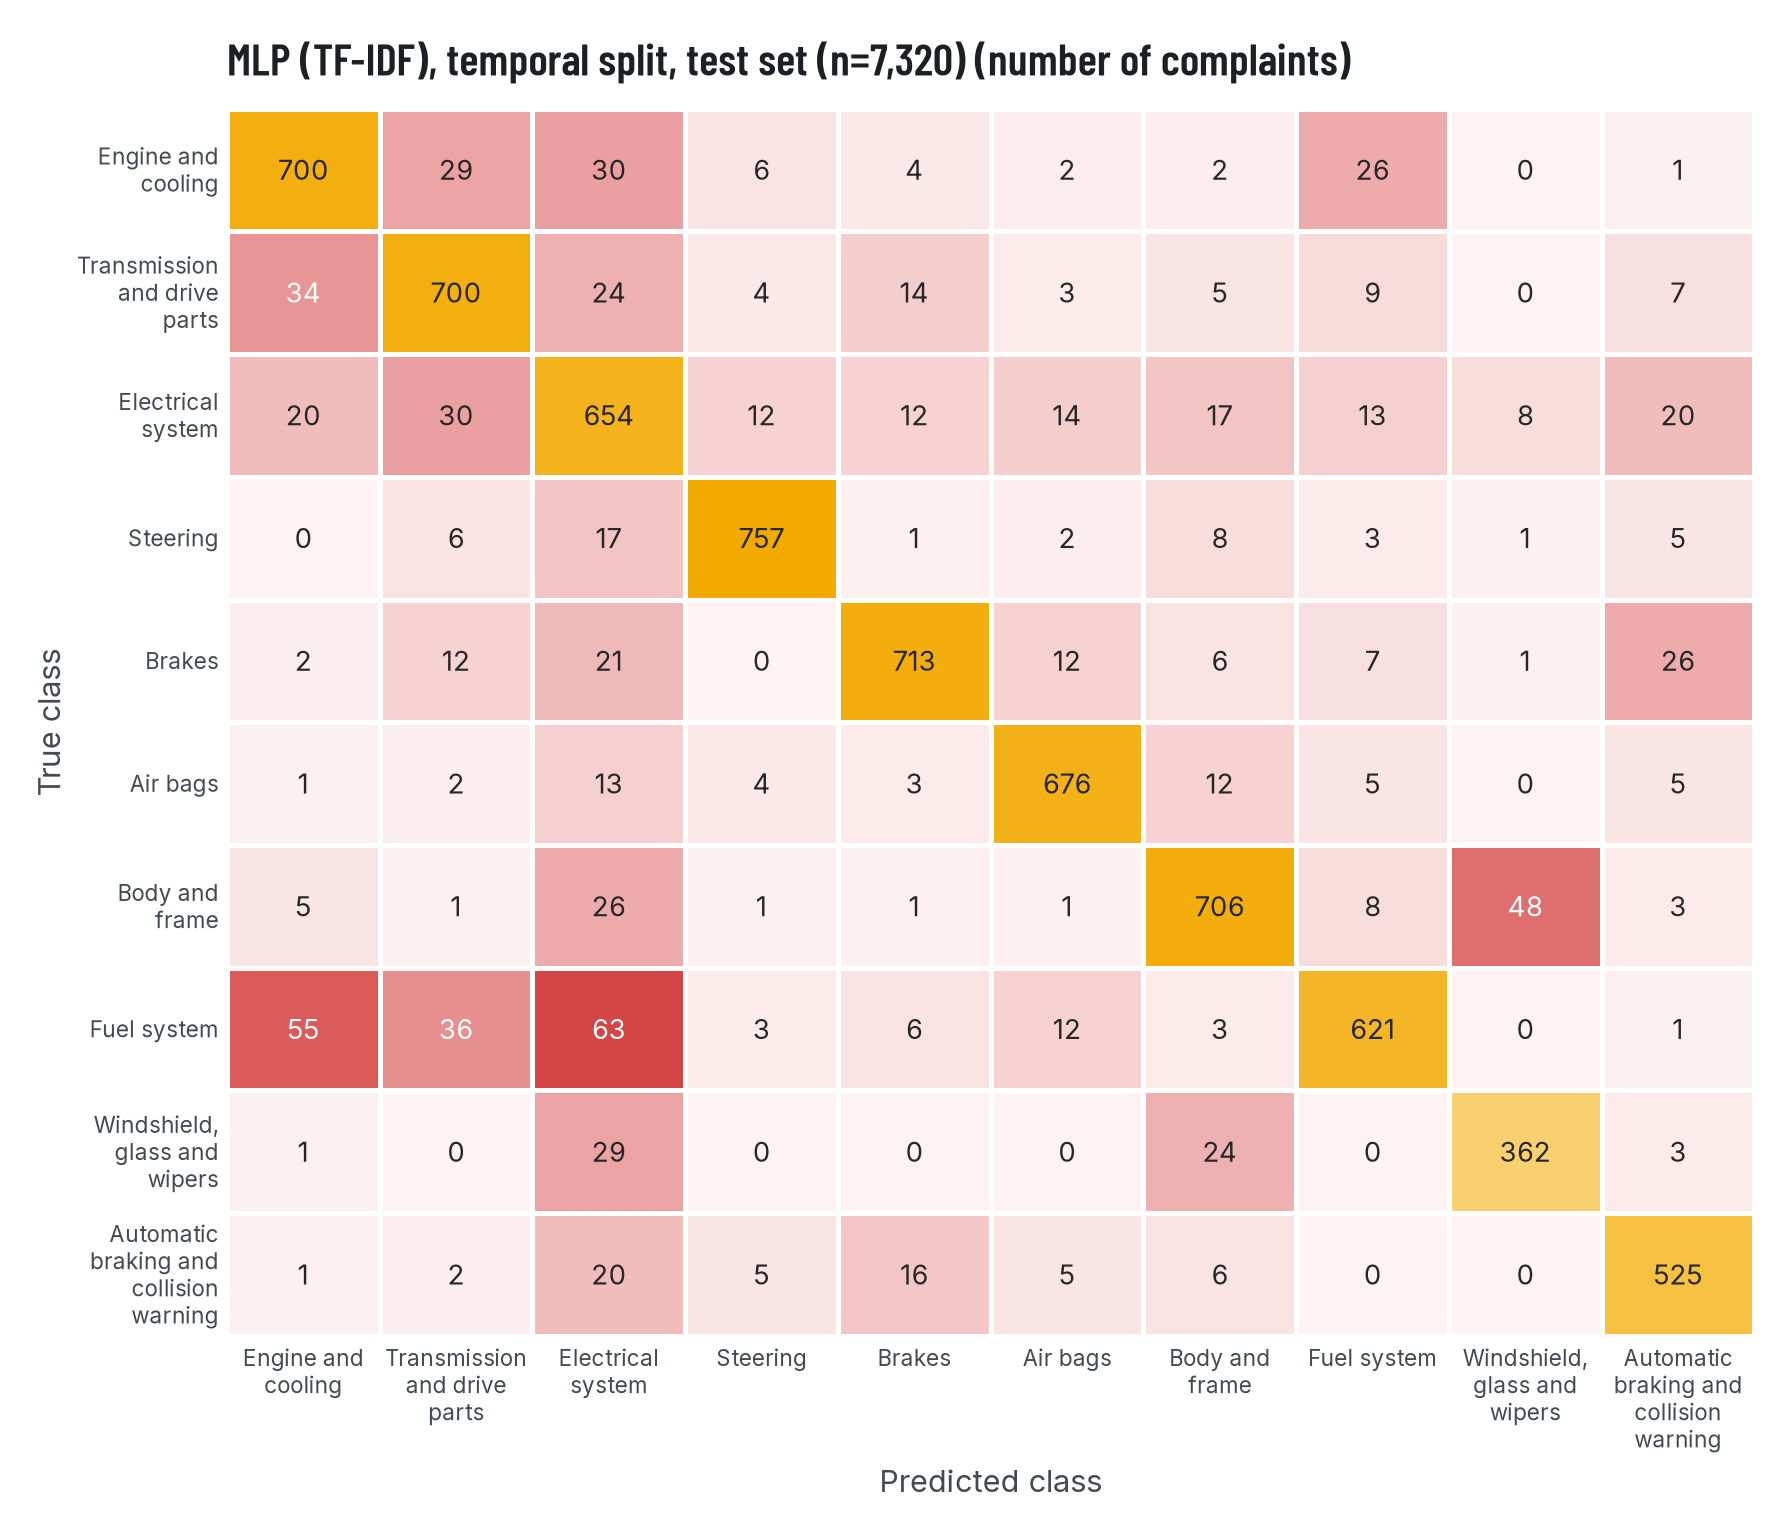 MLP (TF-IDF), temporal split, test set (n=7,320) (number of complaints)
Engine and
cooling
700 29 30 6 4 2 2 26 0 1
Transmission
and drive
parts
34 700 24 4 14 3 5 9 0 7
Electrical
system
20 30 654 12 12 14 17 13 8 20
Steering
0 6 17 757 1 2 8 3 1 5
Brakes
2 12 21 0 713 12 6 7 1 26
Air bags
1 2 13 4 3 676 12 5 0 5
Body and
frame
5 1 26 1 1 1 706 8 48 3
Fuel system
55 36 63 3 6 12 3 621 0 1
Windshield,
glass and
wipers
1 0 29 0 0 0 24 0 362 3
Automatic
braking and
collision
warning
1 2 20 5 16 5 6 0 0 525
True class
Engine and
cooling
Transmission
and drive
parts
Electrical
system
Steering
Brakes
Air bags
Body and
frame
Fuel system
Windshield,
glass and
wipers
Automatic
braking and
collision
warning
Predicted class